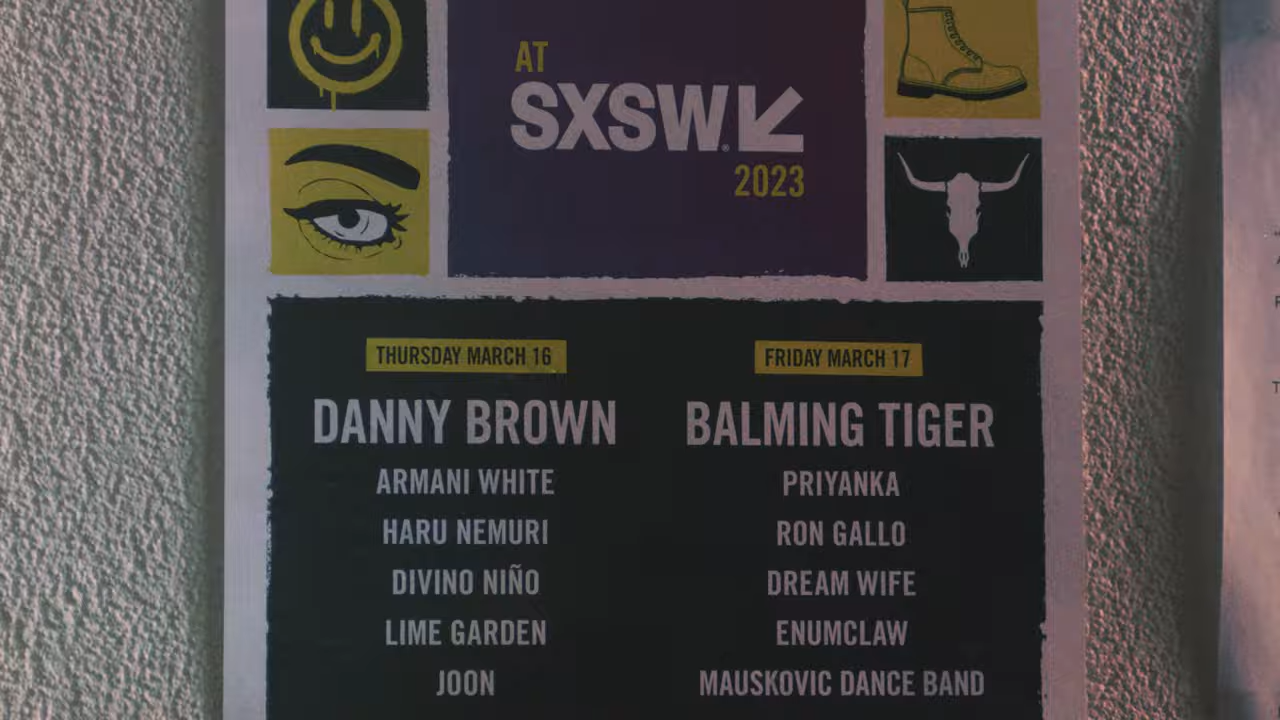 AT
SXSW®
2023
THURSDAY MARCH 16
DANNY BROWN
ARMANI WHITE
HARU NEMURI
DIVINO NIÑO
LIME GARDEN
JOON
FRIDAY MARCH 17
BALMING TIGER
PRIYANKA
RON GALLO
DREAM WIFE
ENUMCLAW
MAUSKOVIC DANCE BAND